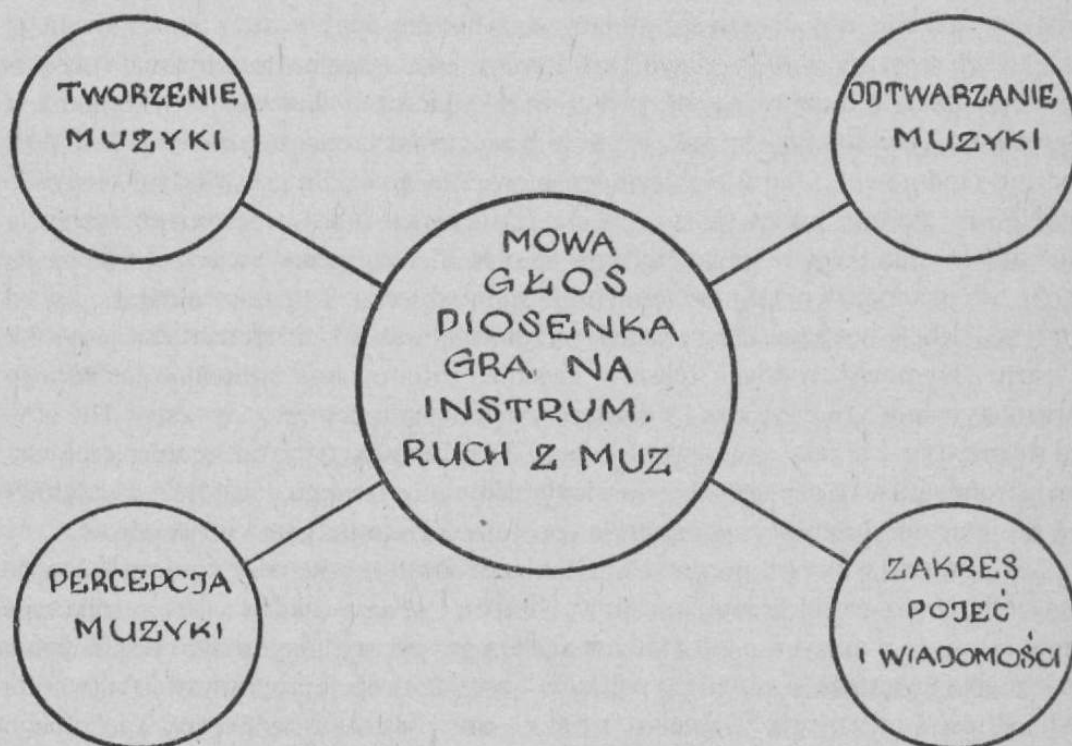 TWORZENIE
MUZYKI
ODTWARZANIE
MUZYKI
MOWA
GŁOS
PIOSENKA
GRA NA
INSTRUM.
RUCH Z MUZ
PERCEPCJA
MUZYKI
ZAKRES
POJĘĆ
I WIADOMOŚCI